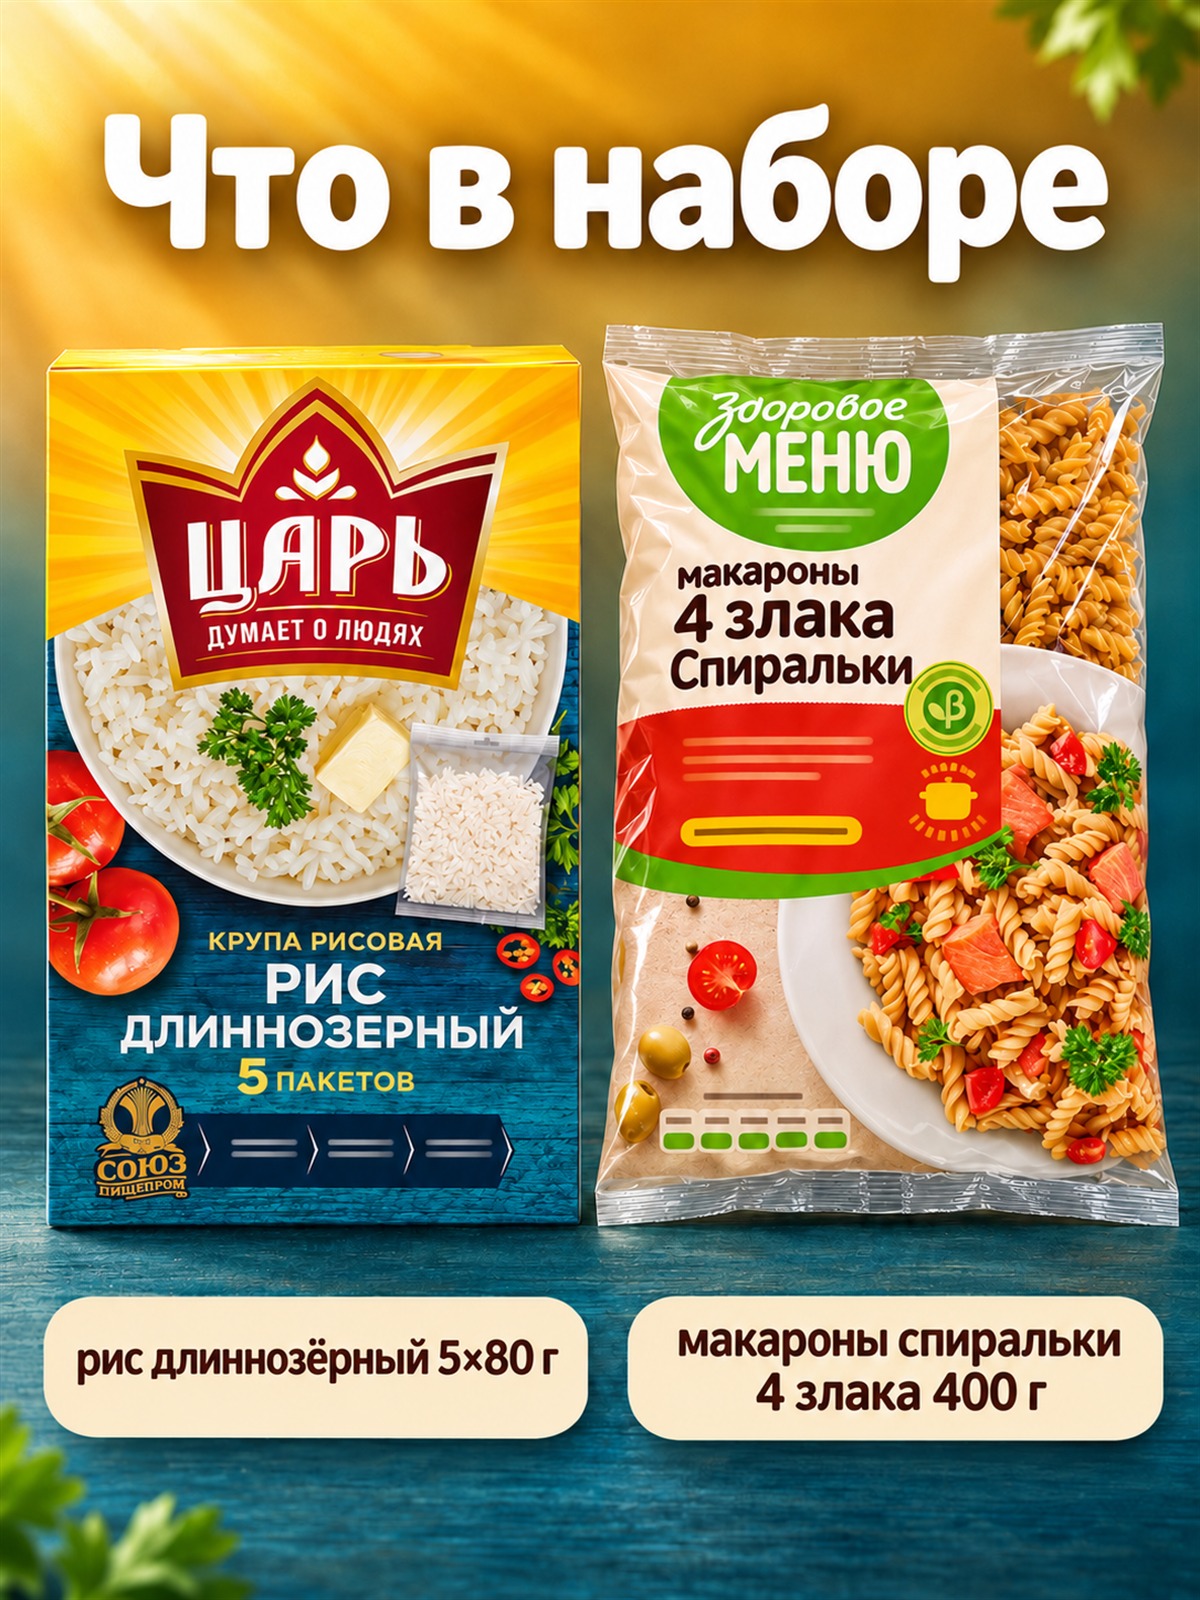 Что в наборе
ЦАРЬ
ДУМАЕТ О ЛЮДЯХ
КРУПА РИСОВАЯ
РИС
ДЛИННОЗЕРНЫЙ
5 ПАКЕТОВ
СОЮЗ
ПИЩЕПРОМ
Здоровое
МЕНЮ
макароны
4 злака
Спиральки
β
рис длиннозёрный 5×80 г
макароны спиральки
4 злака 400 г